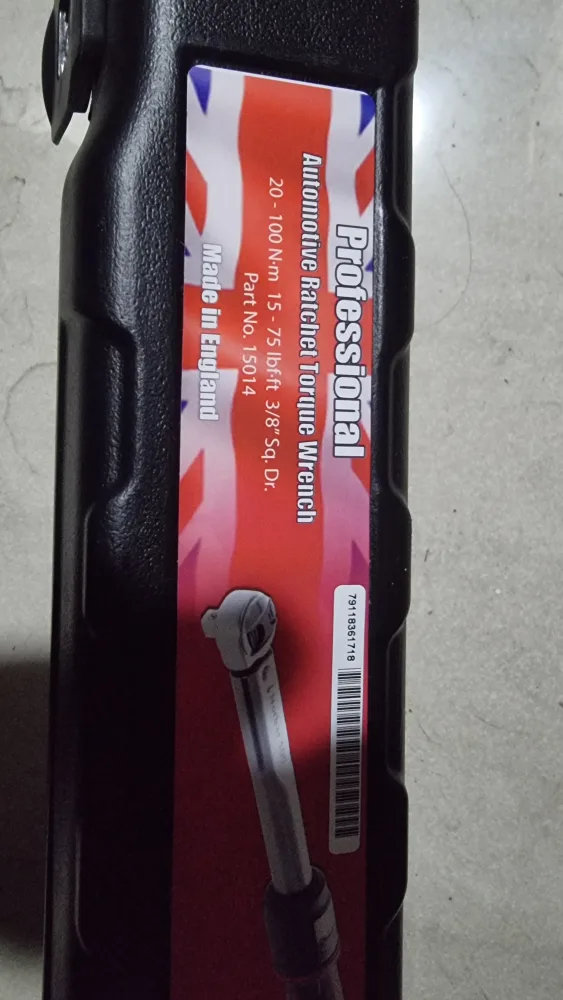 Professional
Automotive Ratchet Torque Wrench
20 - 100 N·m 15 - 75 lbf·ft 3/8" Sq. Dr.
Part No. 15014
Made in England
79118361718